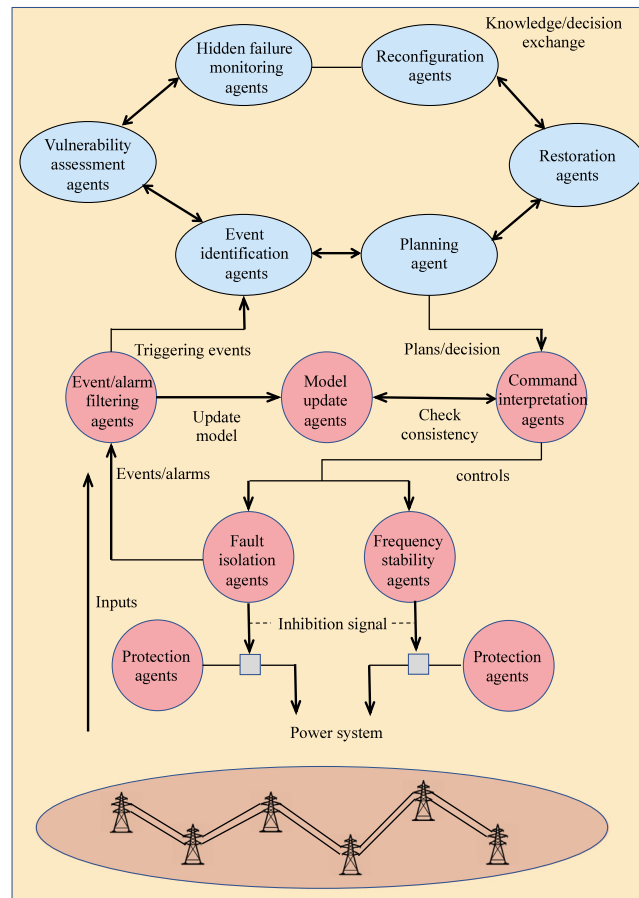 Knowledge/decision
exchange
Hidden failure
monitoring
agents
Reconfiguration
agents
Vulnerability
assessment
agents
Restoration
agents
Event
identification
agents
Planning
agent
Triggering events
Plans/decision
Event/alarm
filtering
agents
Model
update
agents
Command
interpretation
agents
Update
model
Check
consistency
Events/alarms
controls
Fault
isolation
agents
Frequency
stability
agents
Inputs
Inhibition signal
Protection
agents
Protection
agents
Power system